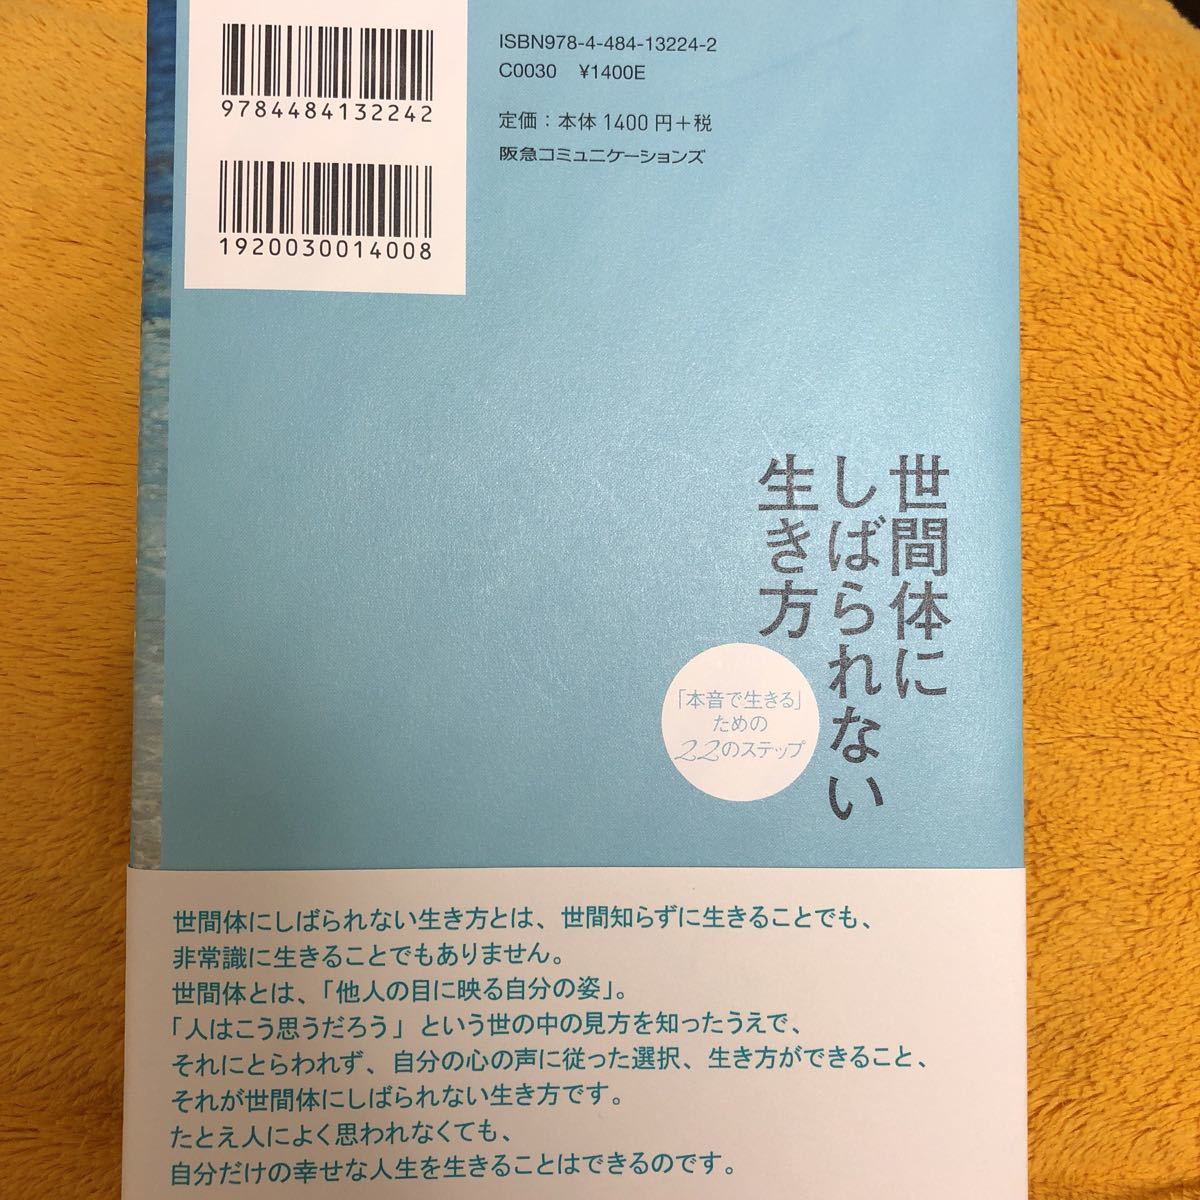 9784484132242
1920030014008
ISBN978-4-484-13224-2
C0030 ¥1400E
定価：本体1400円＋税
阪急コミュニケーションズ
世間体に
しばられない
生き方
「本音で生きる」
ための
22のステップ
世間体にしばられない生き方とは、世間知らずに生きることでも、
非常識に生きることでもありません。
世間体とは、「他人の目に映る自分の姿」。
「人はこう思うだろう」という世の中の見方を知ったうえで、
それにとらわれず、自分の心の声に従った選択、生き方ができること、
それが世間体にしばられない生き方です。
たとえ人によく思われなくても、
自分だけの幸せな人生を生きることはできるのです。